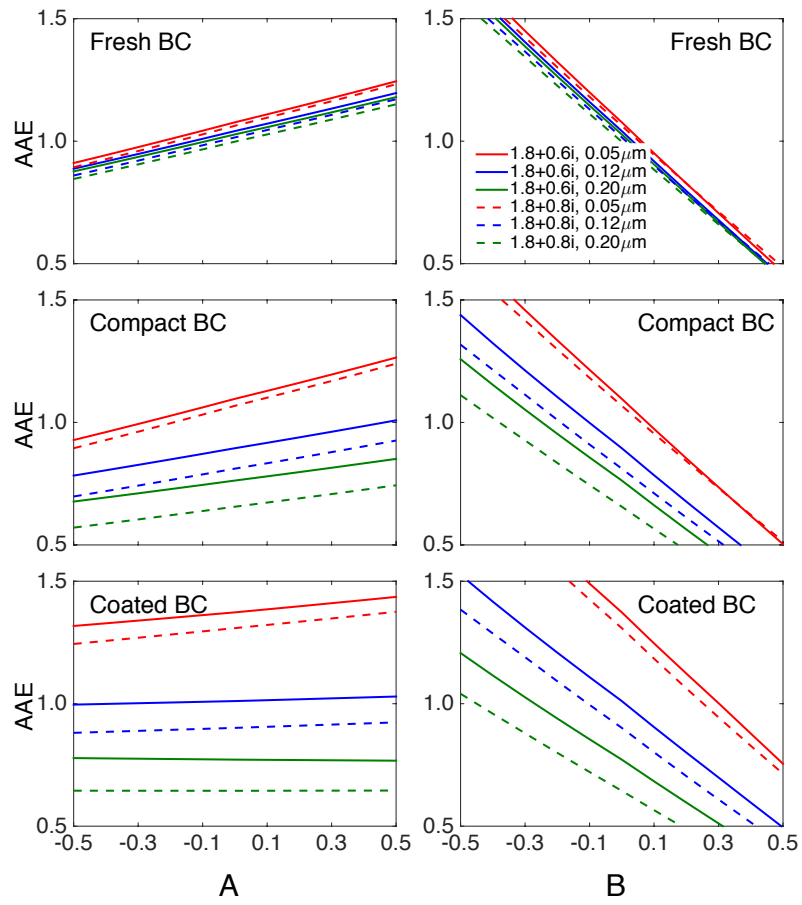 1.5
Fresh BC
1.0
AAE
0.5
1.5
Fresh BC
1.0
1.8+0.6i, 0.05μm
1.8+0.6i, 0.12μm
1.8+0.6i, 0.20μm
1.8+0.8i, 0.05μm
1.8+0.8i, 0.12μm
1.8+0.8i, 0.20μm
0.5
1.5
Compact BC
1.0
AAE
0.5
1.5
Compact BC
1.0
0.5
1.5
Coated BC
1.0
AAE
0.5
-0.5 -0.3 -0.1 0.1 0.3 0.5
A
1.5
Coated BC
1.0
0.5
-0.5 -0.3 -0.1 0.1 0.3 0.5
B